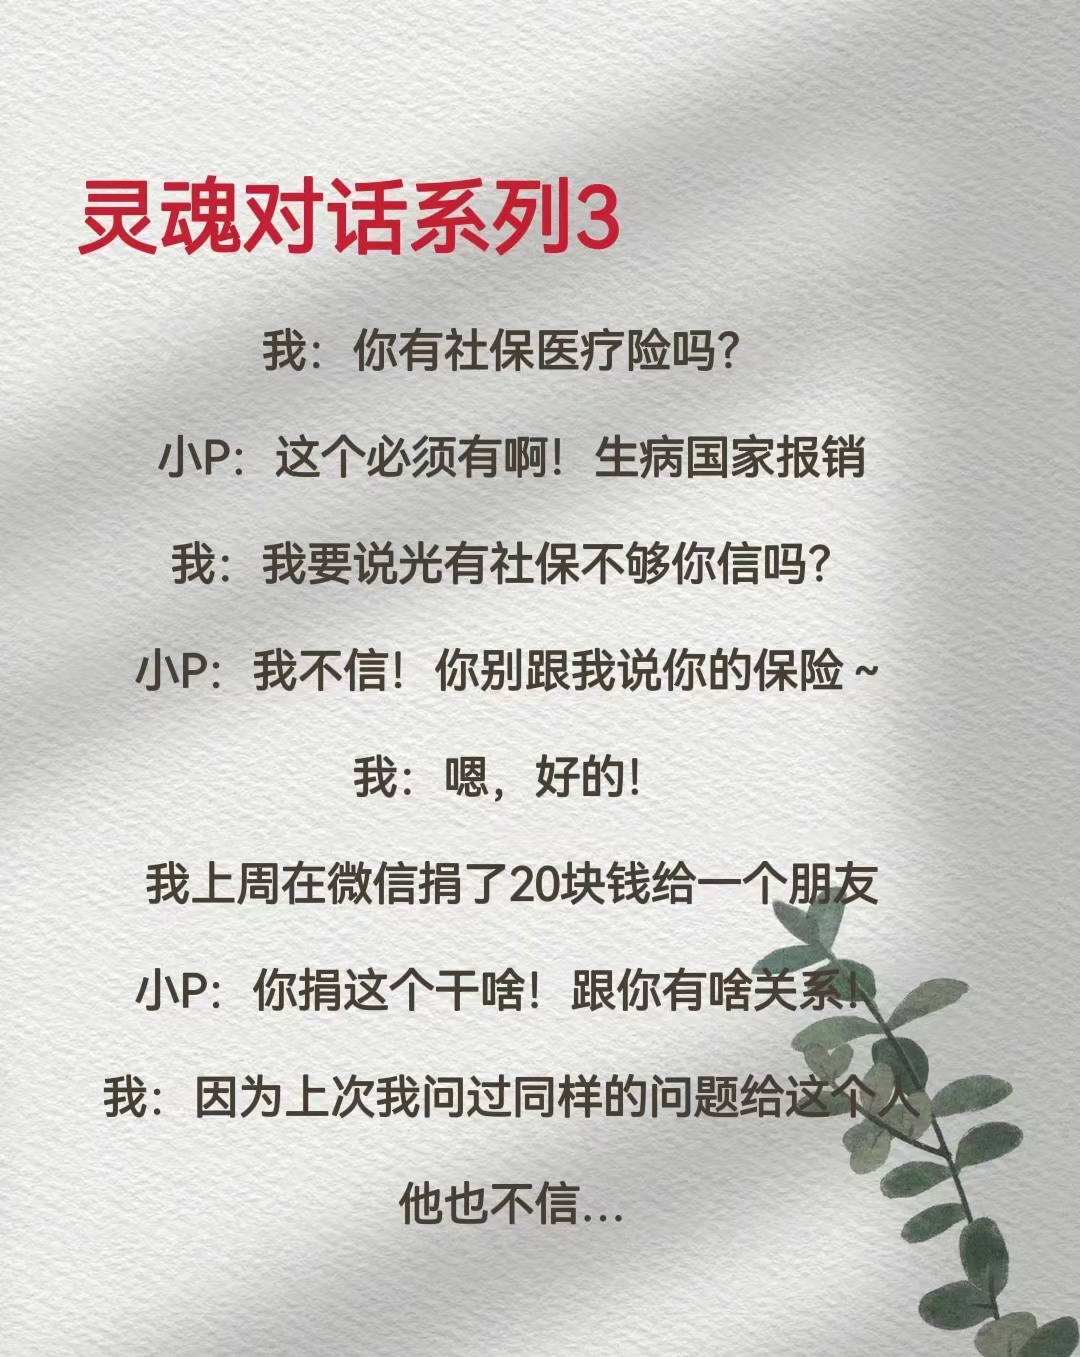 灵魂对话系列3
我：你有社保医疗险吗？
小P：这个必须有啊！生病国家报销
我：我要说光有社保不够你信吗？
小P：我不信！你别跟我说你的保险～
我：嗯，好的！
我上周在微信捐了20块钱给一个朋友
小P：你捐这个干啥！跟你有啥关系！
我：因为上次我问过同样的问题给这个人
他也不信...